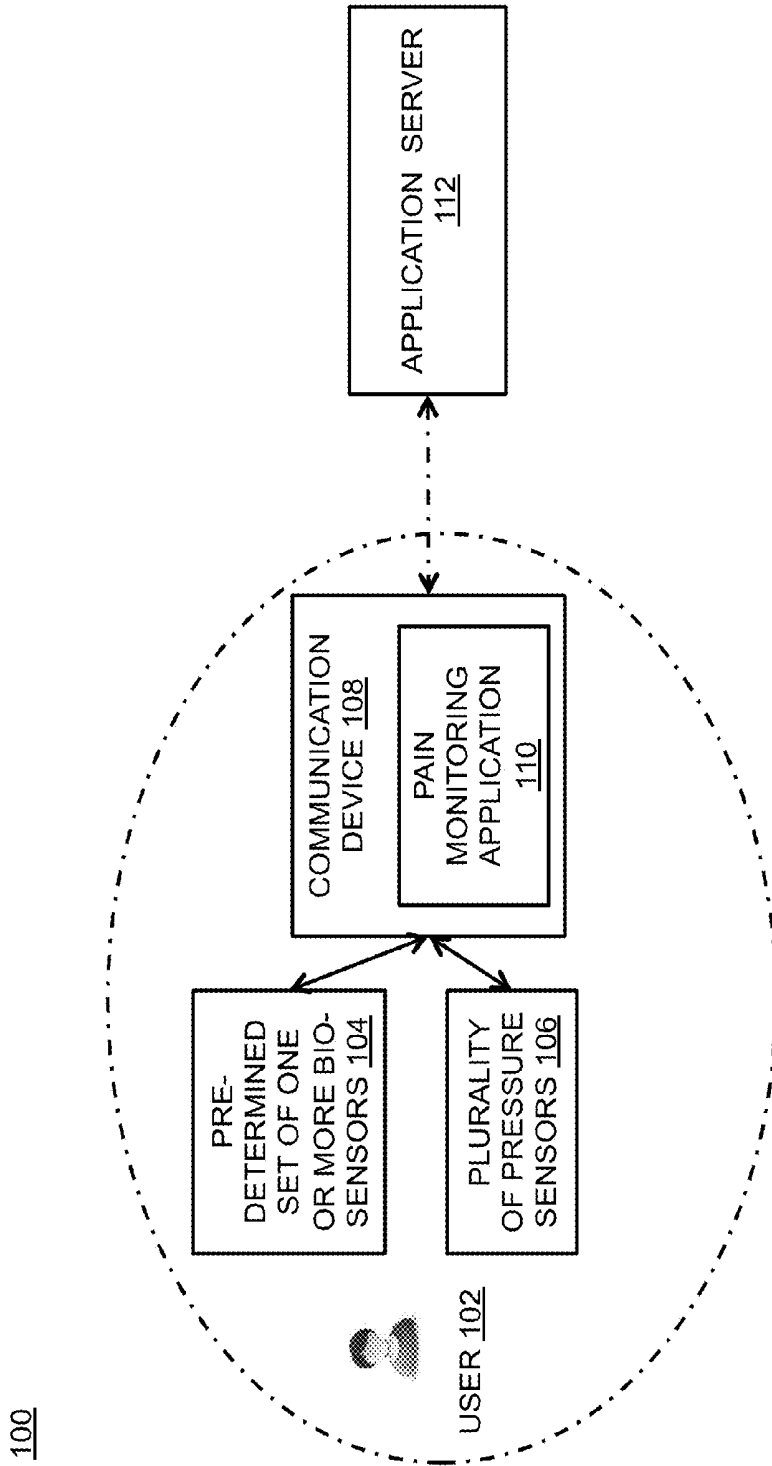 100
USER 102
PRE-
DETERMINED
SET OF ONE
OR MORE BIO-
SENSORS 104
PLURALITY
OF PRESSURE
SENSORS 106
COMMUNICATION
DEVICE 108
PAIN
MONITORING
APPLICATION
110
APPLICATION SERVER
112